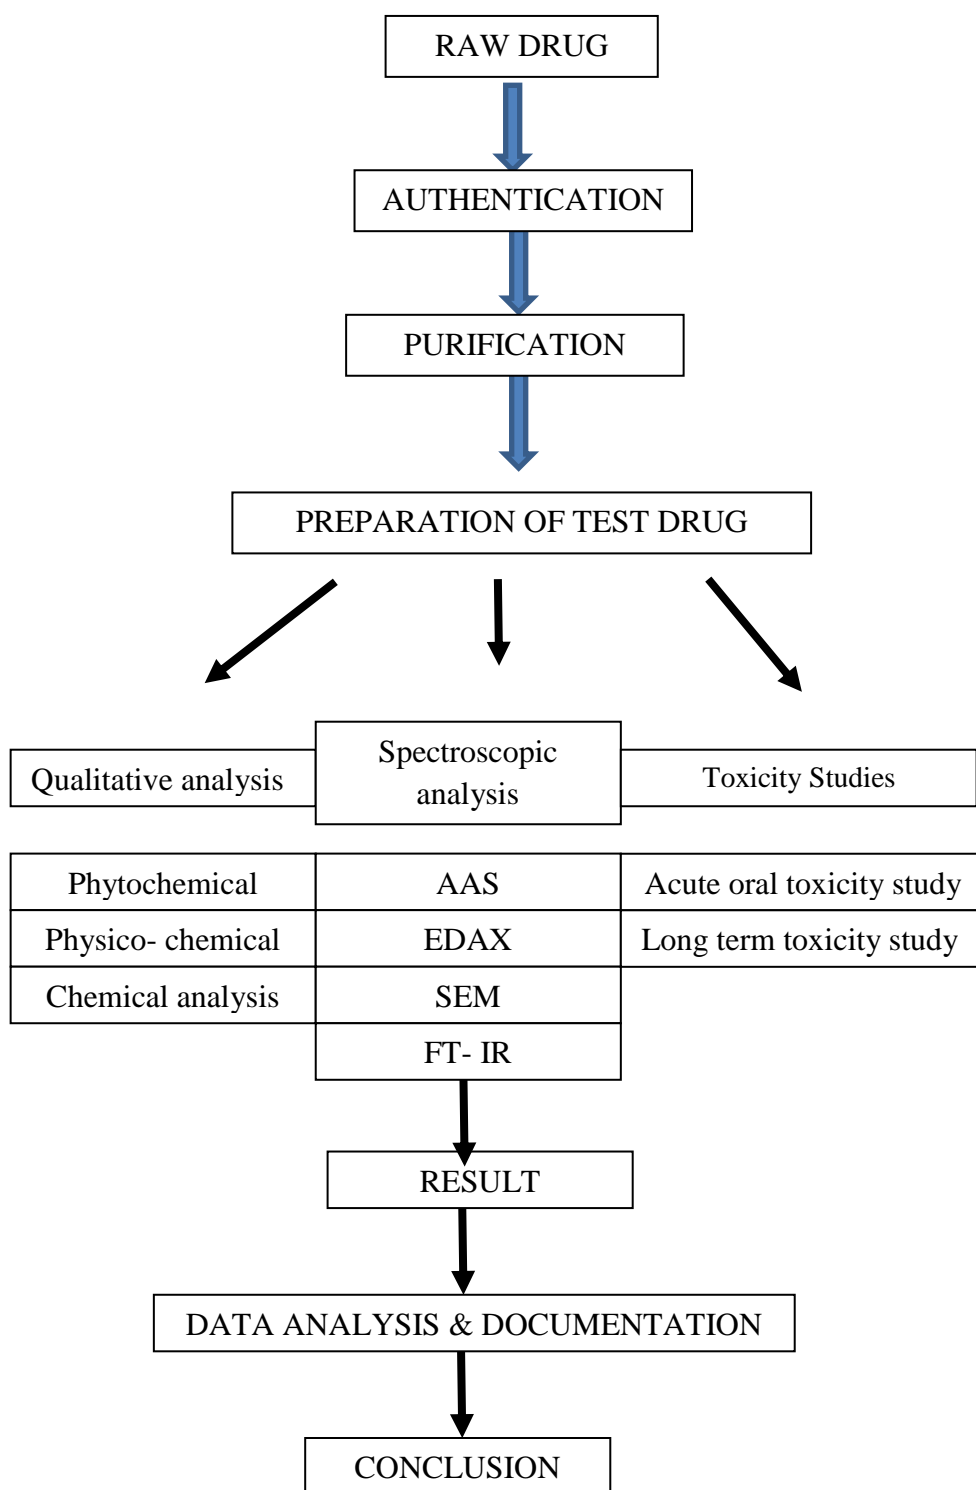 RAW DRUG
AUTHENTICATION
PURIFICATION
PREPARATION OF TEST DRUG
Qualitative analysis
Spectroscopic
analysis
Toxicity Studies
Phytochemical
AAS
Acute oral toxicity study
Physico- chemical
EDAX
Long term toxicity study
Chemical analysis
SEM
FT- IR
RESULT
DATA ANALYSIS & DOCUMENTATION
CONCLUSION